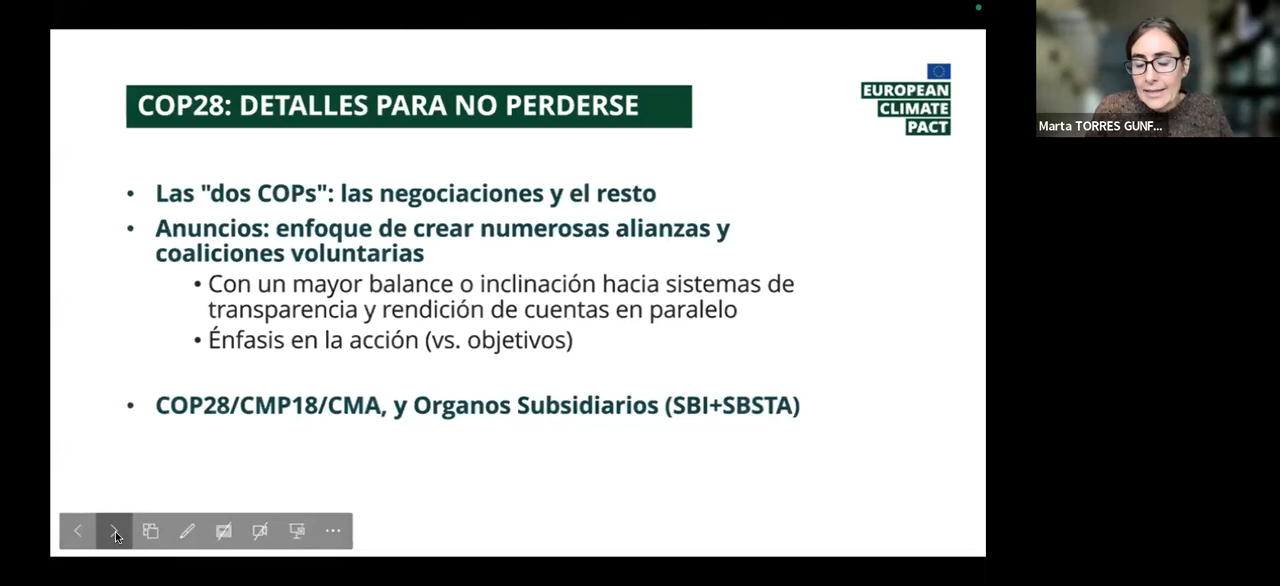 COP28: DETALLES PARA NO PERDERSE
EUROPEAN
CLIMATE
PACT
• Las "dos COPs": las negociaciones y el resto
• Anuncios: enfoque de crear numerosas alianzas y
coaliciones voluntarias
• Con un mayor balance o inclinación hacia sistemas de
transparencia y rendición de cuentas en paralelo
• Énfasis en la acción (vs. objetivos)
• COP28/CMP18/CMA, y Organos Subsidiarios (SBI+SBSTA)
Marta TORRES GUNF...